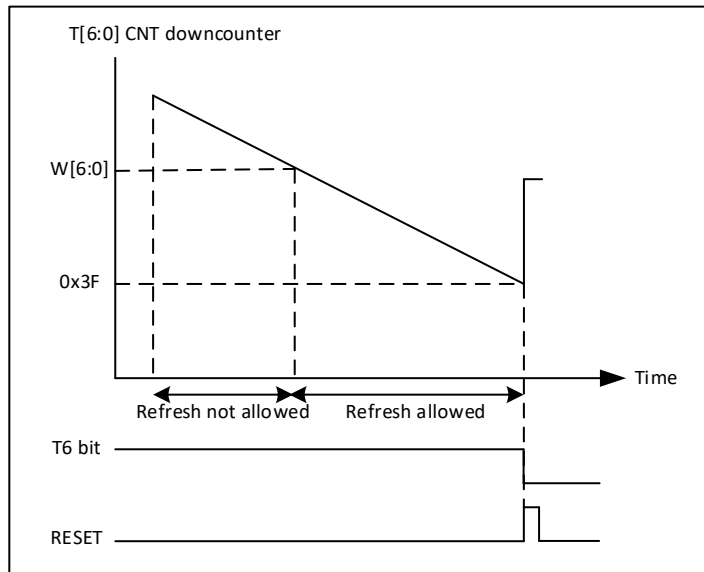 T[6:0] CNT downcounter
W[6:0]
0x3F
Time
Refresh not allowed
Refresh allowed
T6 bit
RESET